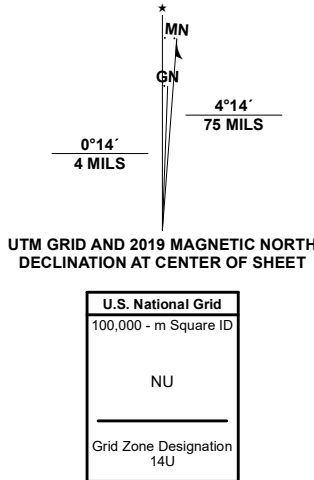 ★
MN
GN
0°14´
4 MILS
4°14´
75 MILS
UTM GRID AND 2019 MAGNETIC NORTH
DECLINATION AT CENTER OF SHEET
U.S. National Grid
100,000 - m Square ID
NU
Grid Zone Designation
14U